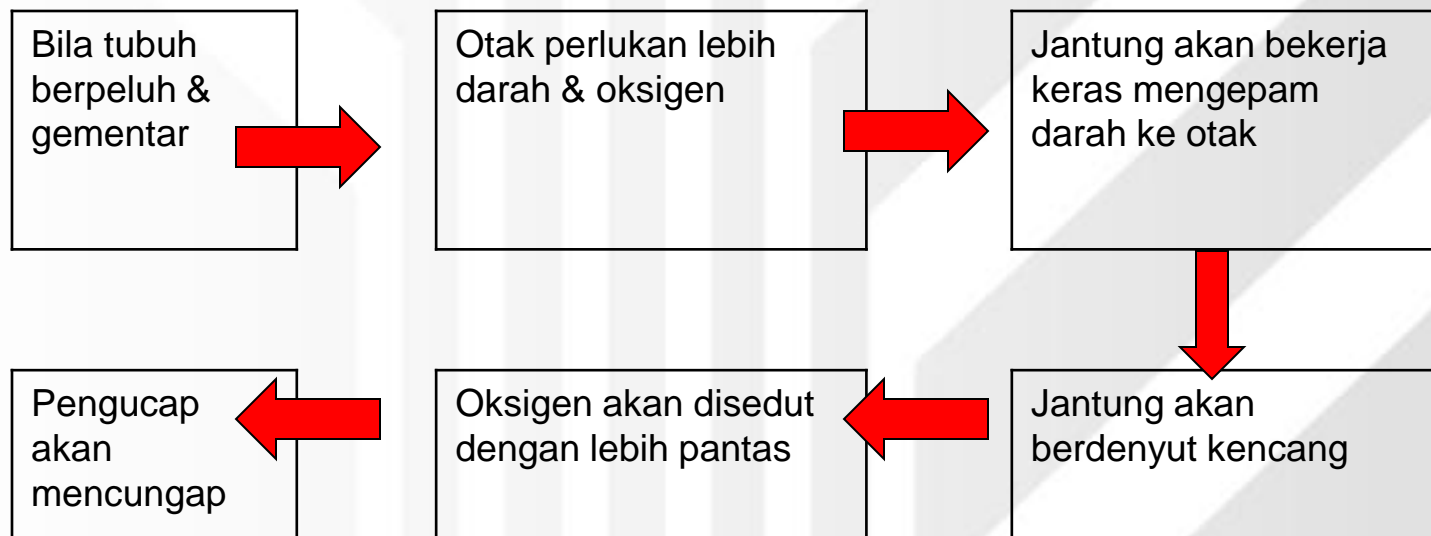 Bila tubuh
berpeluh &
gementar
Otak perlukan lebih
darah & oksigen
Jantung akan bekerja
keras mengepam
darah ke otak
Jantung akan
berdenyut kencang
Oksigen akan disedut
dengan lebih pantas
Pengucap
akan
mencungap